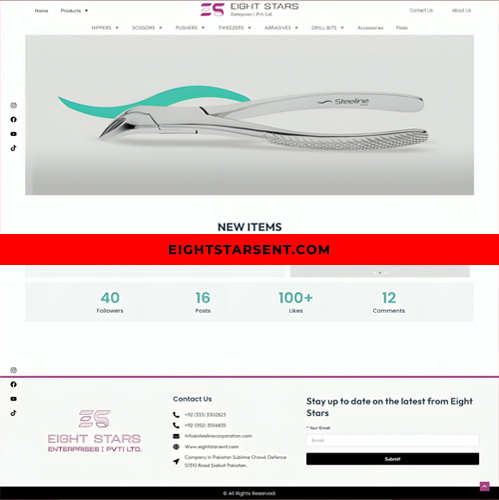 Home
Products
EIGHT STARS
Enterprises ( Pvt) Ltd.
Contact Us
About Us
NIPPERS
SCISSORS
PUSHERS
TWEEZERS
ABRASIVES
DRILL BITS
Accessories
Posts
Steeline
NEW ITEMS
EIGHTSTARSENT.COM
40
Followers
16
Posts
100+
Likes
12
Comments
EIGHT STARS
ENTERPRISES ( PVT) LTD.
Contact Us
+92 (333) 3302623
+92 (052) 3556835
Info@steelinecorporation.com
Www.eightstarsent.com
Company in Pakistan Sublime Chowk Defence
51310 Road Sialkot Pakistan.
Stay up to date on the latest from Eight
Stars
* Your Email
Email
Submit
© All Rights Reserved.